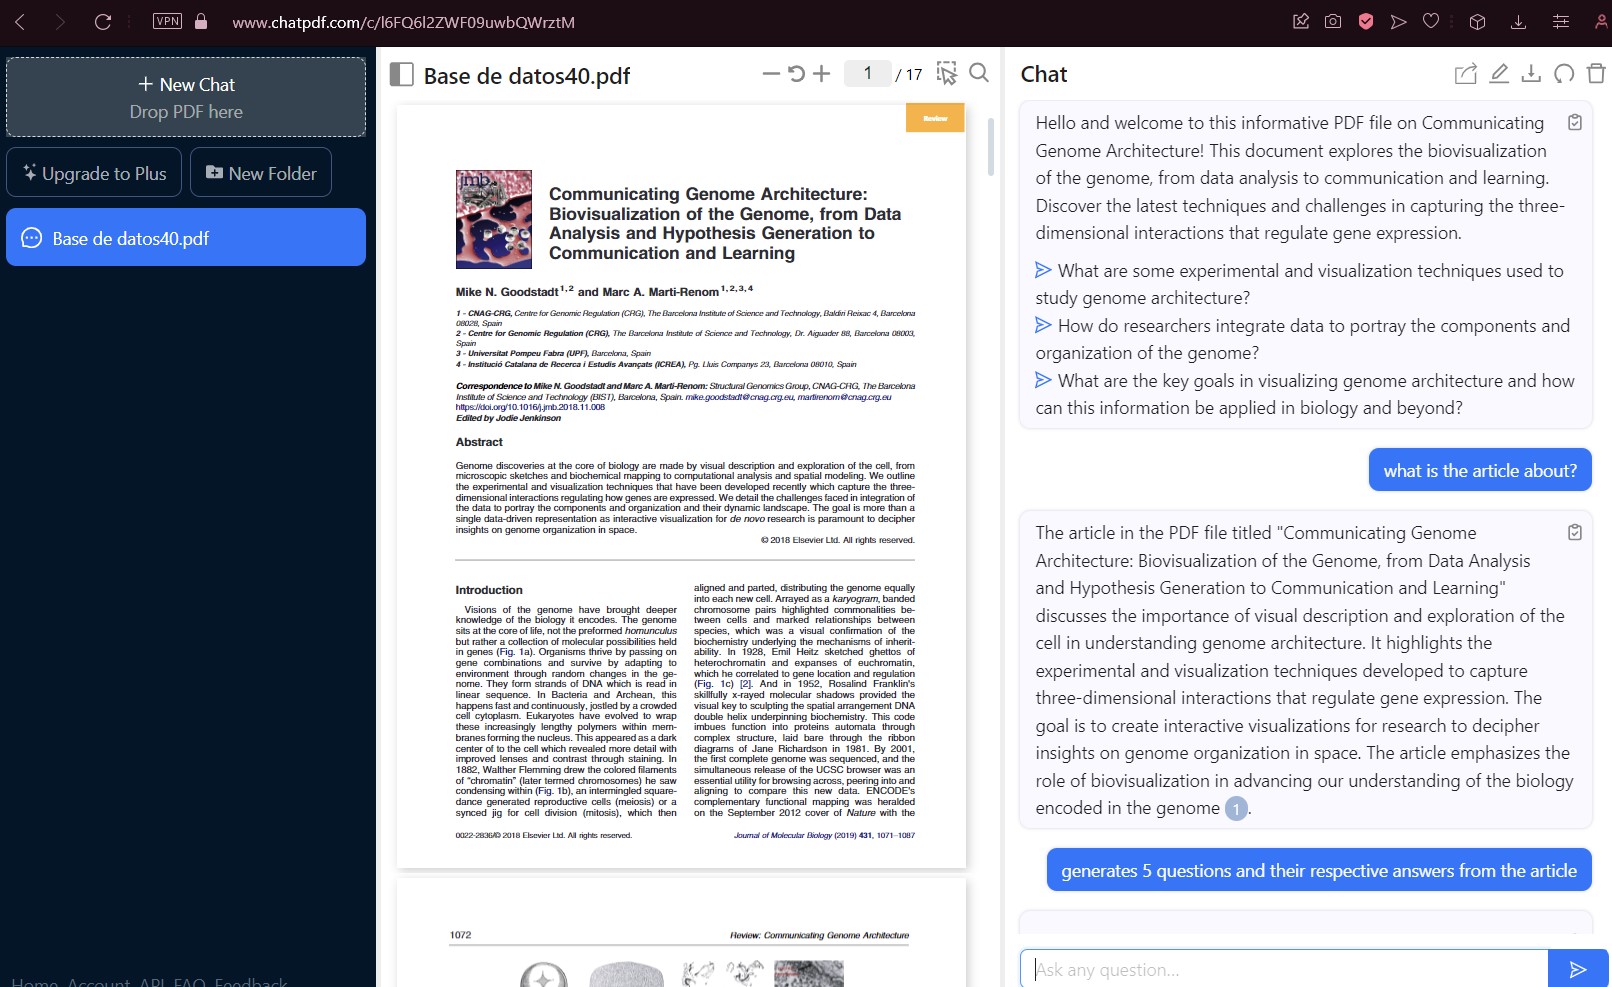 VPN
www.chatpdf.com/c/l6FQ6l2ZWF09uwbQWrztM
+ New Chat
Drop PDF here
Upgrade to Plus
New Folder
Base de datos40.pdf
Home Account API FAQ Feedback
Base de datos40.pdf
1 / 17
Review
jmb
Communicating Genome Architecture:
Biovisualization of the Genome, from Data
Analysis and Hypothesis Generation to
Communication and Learning
Mike N. Goodstadt 1,2 and Marc A. Marti-Renom 1,2,3,4
1 - CNAG-CRG, Centre for Genomic Regulation (CRG), The Barcelona Institute of Science and Technology, Baldiri Reixac 4, Barcelona
08028, Spain
2 - Centre for Genomic Regulation (CRG), The Barcelona Institute of Science and Technology, Dr. Aiguader 88, Barcelona 08003,
Spain
3 - Universitat Pompeu Fabra (UPF), Barcelona, Spain
4 - Institució Catalana de Recerca i Estudis Avançats (ICREA), Pg. Lluis Companys 23, Barcelona 08010, Spain
Correspondence to Mike N. Goodstadt and Marc A. Marti-Renom: Structural Genomics Group, CNAG-CRG, The Barcelona
Institute of Science and Technology (BIST), Barcelona, Spain. mike.goodstadt@cnag.crg.eu, martirenom@cnag.crg.eu
https://doi.org/10.1016/j.jmb.2018.11.008
Edited by Jodie Jenkinson
Abstract
Genome discoveries at the core of biology are made by visual description and exploration of the cell, from
microscopic sketches and biochemical mapping to computational analysis and spatial modeling. We outline
the experimental and visualization techniques that have been developed recently which capture the three-
dimensional interactions regulating how genes are expressed. We detail the challenges faced in integration of
the data to portray the components and organization and their dynamic landscape. The goal is more than a
single data-driven representation as interactive visualization for de novo research is paramount to decipher
insights on genome organization in space.
© 2018 Elsevier Ltd. All rights reserved.
Introduction
Visions of the genome have brought deeper
knowledge of the biology it encodes. The genome
sits at the core of life, not the preformed homunculus
but rather a collection of molecular possibilities held
in genes (Fig. 1a). Organisms thrive by passing on
gene combinations and survive by adapting to
environment through random changes in the ge-
nome. They form strands of DNA which is read in
linear sequence. In Bacteria and Archean, this
happens fast and continuously, jostled by a crowded
cell cytoplasm. Eukaryotes have evolved to wrap
these increasingly lengthy polymers within mem-
branes forming the nucleus. This appeared as a dark
center of to the cell which revealed more detail with
improved lenses and contrast through staining. In
1882, Walther Flemming drew the colored filaments
of "chromatin" (later termed chromosomes) he saw
condensing within (Fig. 1b), an intermingled square-
dance generated reproductive cells (meiosis) or a
synced jig for cell division (mitosis), which then
aligned and parted, distributing the genome equally
into each new cell. Arrayed as a karyogram, banded
chromosome pairs highlighted commonalities be-
tween cells and marked relationships between
species, which was a visual confirmation of the
biochemistry underlying the mechanisms of inherit-
ability. In 1928, Emil Heitz sketched ghettos of
heterochromatin and expanses of euchromatin,
which he correlated to gene location and regulation
(Fig. 1c) [2]. And in 1952, Rosalind Franklin's
skillfully x-rayed molecular shadows provided the
visual key to sculpting the spatial arrangement DNA
double helix underpinning biochemistry. This code
imbues function into proteins automata through
complex structure, laid bare through the ribbon
diagrams of Jane Richardson in 1981. By 2001,
the first complete genome was sequenced, and the
simultaneous release of the UCSC browser was an
essential utility for browsing across, peering into and
aligning to compare this new data. ENCODE's
complementary functional mapping was heralded
on the September 2012 cover of Nature with the
0022-2836/© 2018 Elsevier Ltd. All rights reserved.
Journal of Molecular Biology (2019) 431, 1071–1087
1072
Review: Communicating Genome Architecture
Chat
Hello and welcome to this informative PDF file on Communicating
Genome Architecture! This document explores the biovisualization
of the genome, from data analysis to communication and learning.
Discover the latest techniques and challenges in capturing the three-
dimensional interactions that regulate gene expression.
What are some experimental and visualization techniques used to
study genome architecture?
How do researchers integrate data to portray the components and
organization of the genome?
What are the key goals in visualizing genome architecture and how
can this information be applied in biology and beyond?
what is the article about?
The article in the PDF file titled "Communicating Genome
Architecture: Biovisualization of the Genome, from Data Analysis
and Hypothesis Generation to Communication and Learning"
discusses the importance of visual description and exploration of the
cell in understanding genome architecture. It highlights the
experimental and visualization techniques developed to capture
three-dimensional interactions that regulate gene expression. The
goal is to create interactive visualizations for research to decipher
insights on genome organization in space. The article emphasizes the
role of biovisualization in advancing our understanding of the biology
encoded in the genome 1.
generates 5 questions and their respective answers from the article
Ask any question...